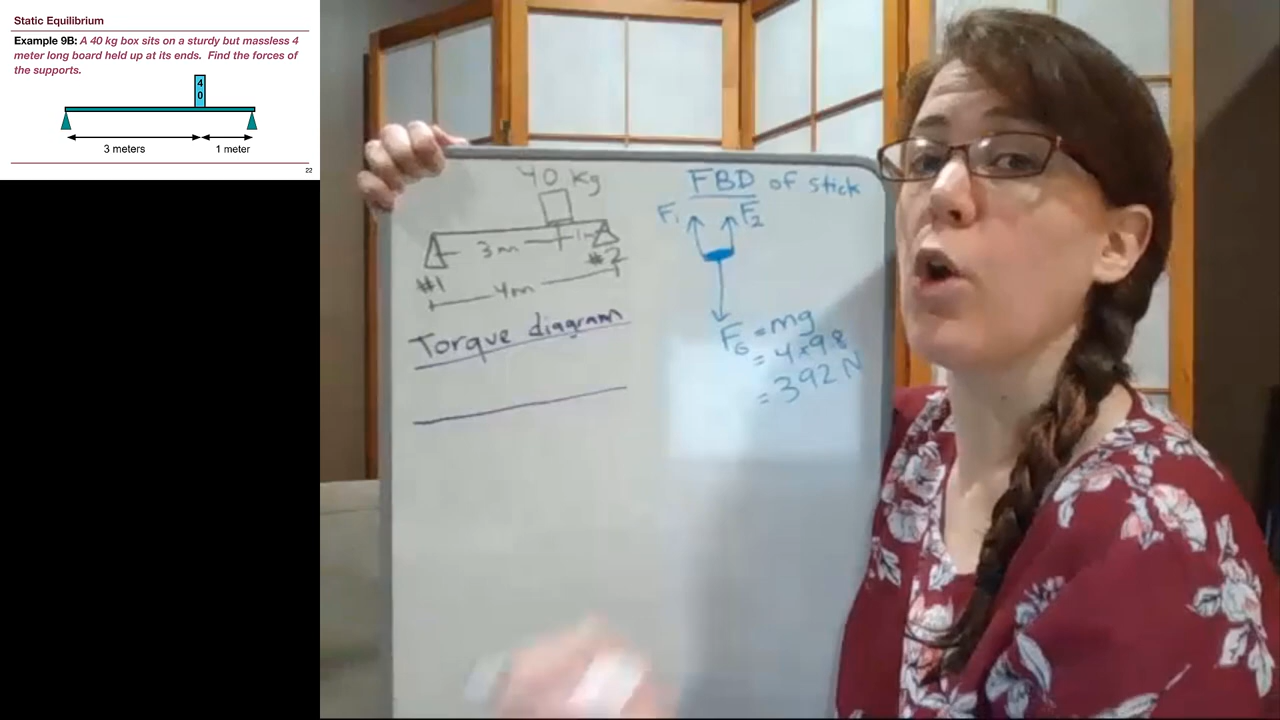 Static Equilibrium
Example 9B: A 40 kg box sits on a sturdy but massless 4
meter long board held up at its ends. Find the forces of
the supports.
4
0
3 meters
1 meter
22
40 kg
3m
1m
#1
#2
4m
Torque diagram
FBD of stick
F1
F2
FG = mg
= 4x9.8
= 392 N